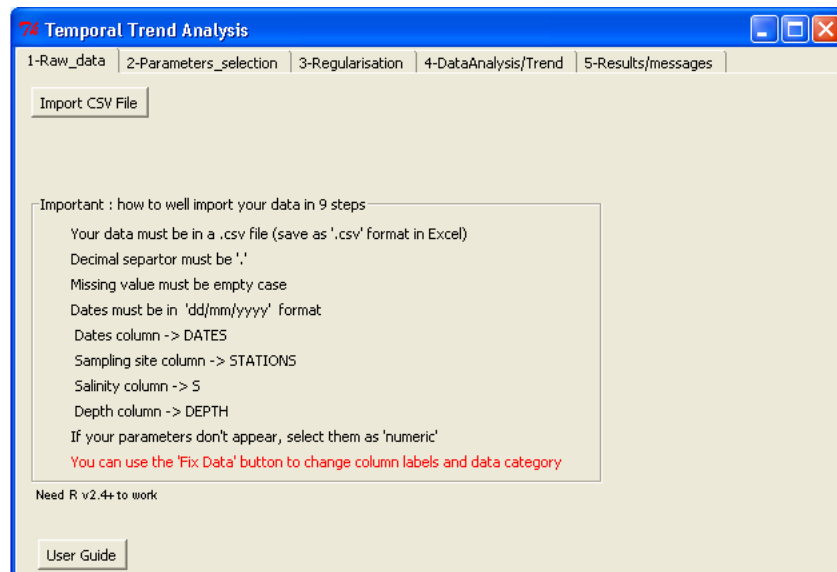 Temporal Trend Analysis
1-Raw_data 2-Parameters_selection 3-Regularisation 4-DataAnalysis/Trend 5-Results/messages
Import CSV File
Important : how to well import your data in 9 steps
Your data must be in a .csv file (save as '.csv' format in Excel)
Decimal separtor must be '.'
Missing value must be empty case
Dates must be in 'dd/mm/yyyy' format
Dates column -> DATES
Sampling site column -> STATIONS
Salinity column -> S
Depth column -> DEPTH
If your parameters don't appear, select them as 'numeric'
You can use the 'Fix Data' button to change column labels and data category
Need R v2.4+ to work
User Guide